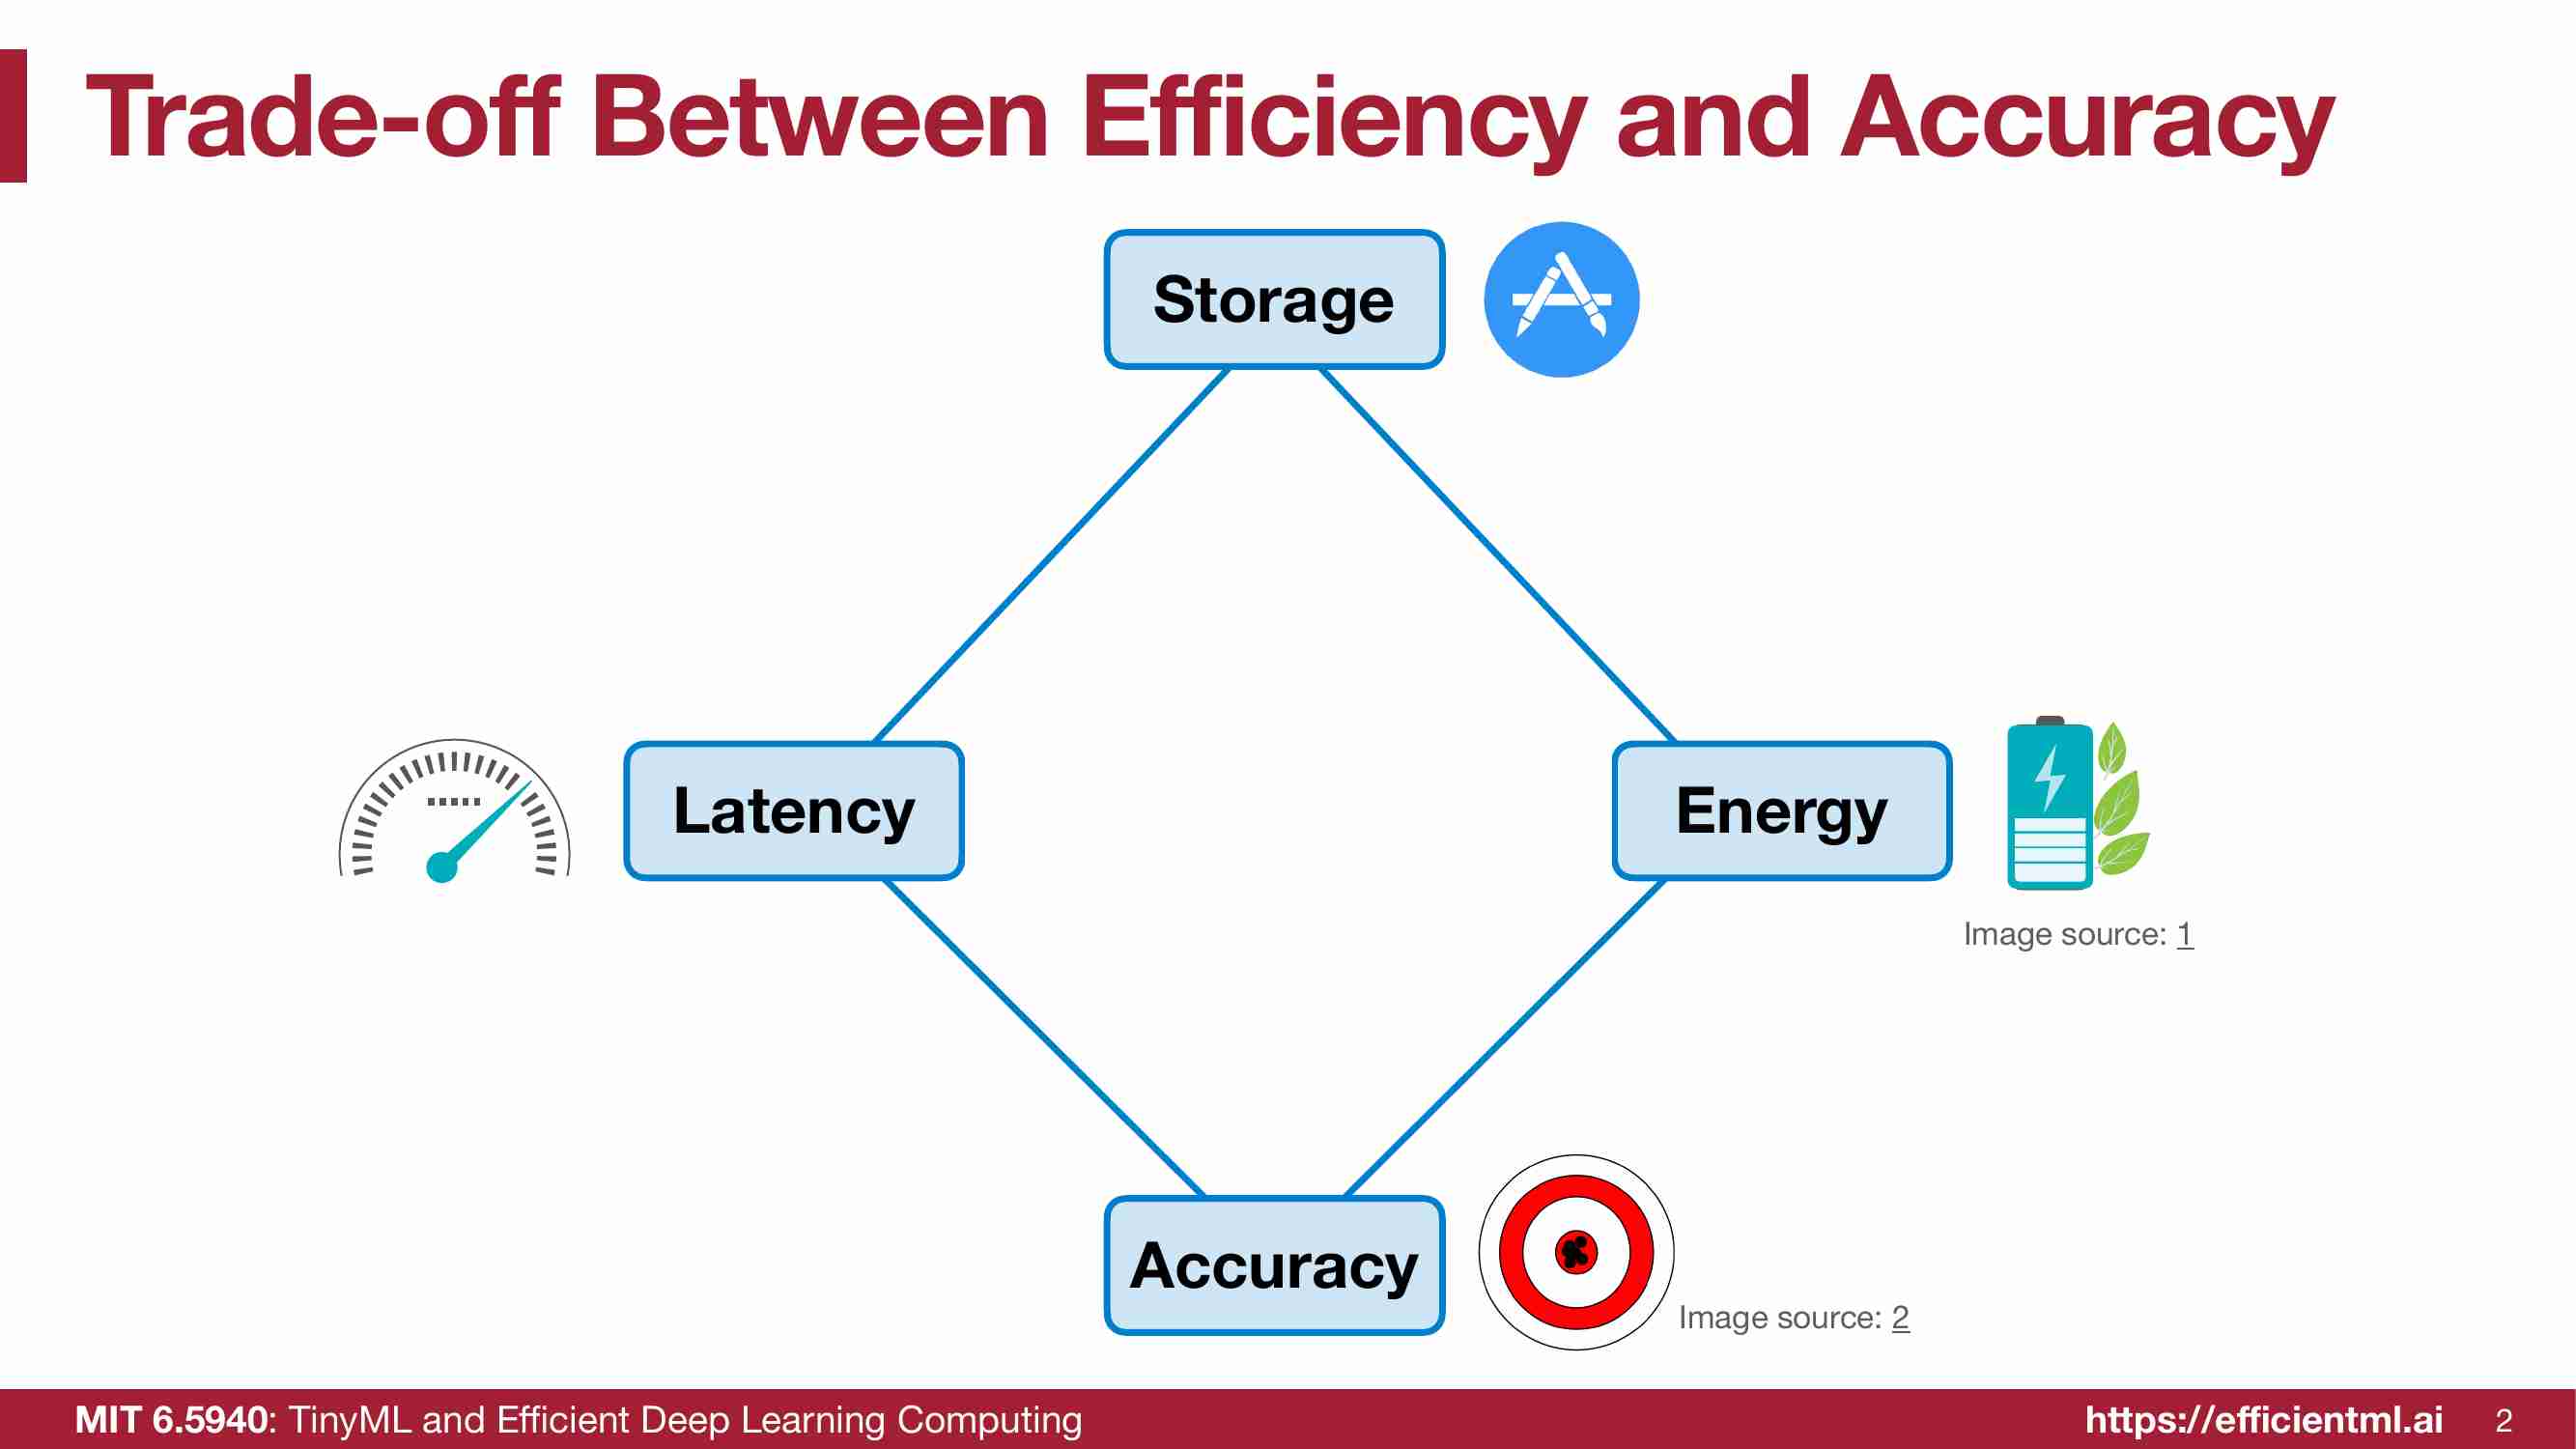 Trade-off Between Efficiency and Accuracy
Storage
Latency
Energy
Image source: 1
Accuracy
Image source: 2
MIT 6.5940: TinyML and Efficient Deep Learning Computing
https://efficientml.ai
2